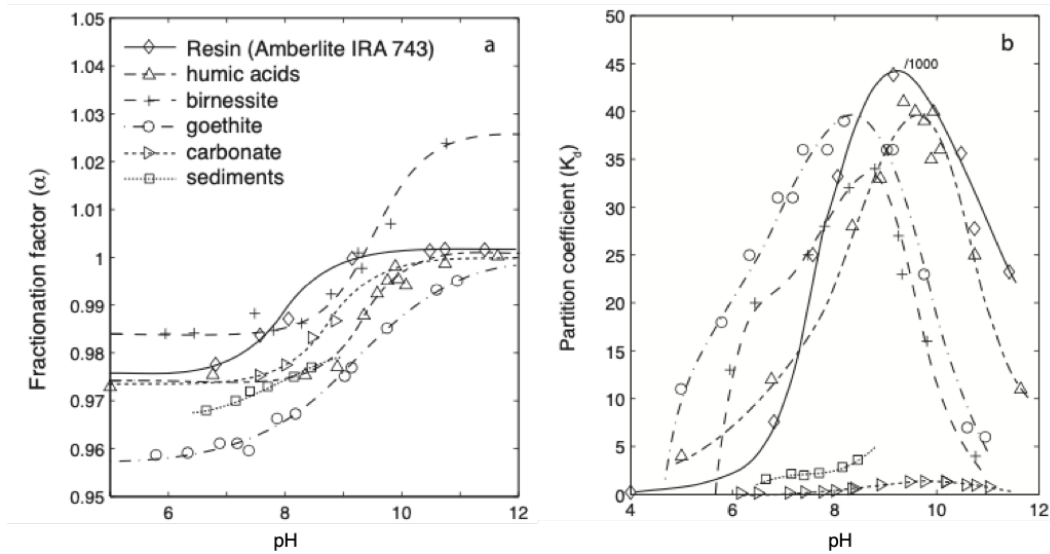 a
Resin (Amberlite IRA 743)
humic acids
birnessite
goethite
carbonate
sediments
Fractionation factor (α)
1.05
1.04
1.03
1.02
1.01
1
0.99
0.98
0.97
0.96
0.95
6
8
10
12
pH
b
/1000
Partition coefficient (Kd)
50
45
40
35
30
25
20
15
10
5
0
4
6
8
10
12
pH